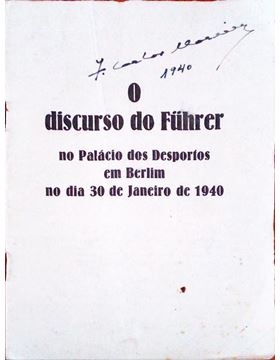 1940
O
discurso do Führer
no Palácio dos Desportos
em Berlim
no dia 30 de Janeiro de 1940